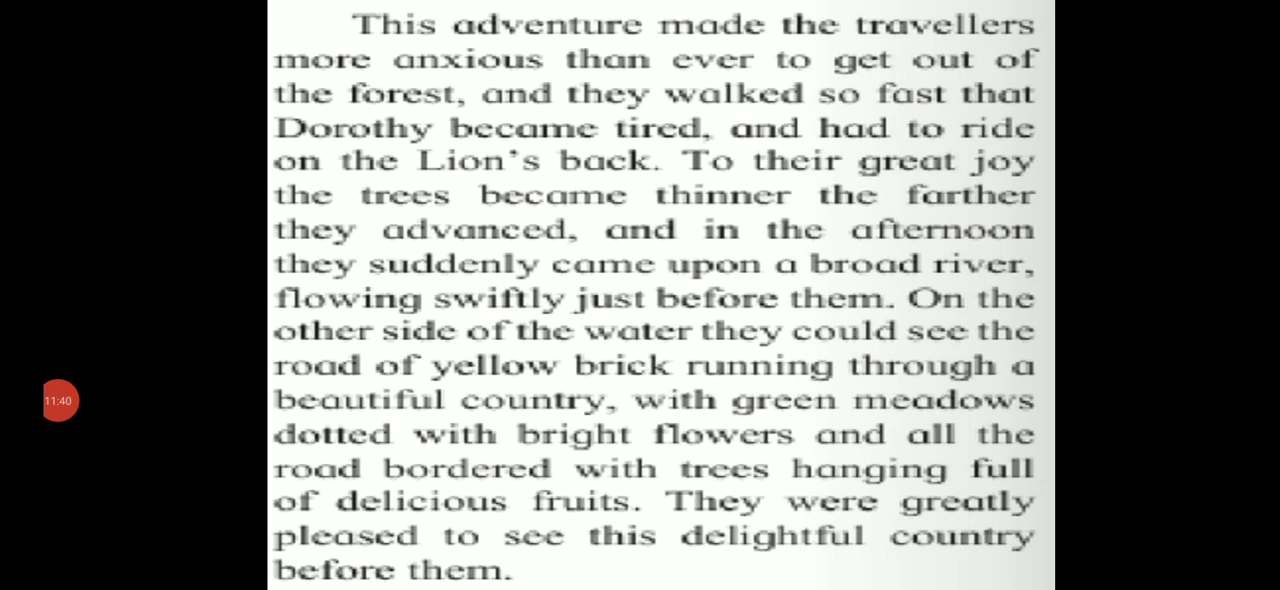 This adventure made the travellers
more anxious than ever to get out of
the forest, and they walked so fast that
Dorothy became tired, and had to ride
on the Lion's back. To their great joy
the trees became thinner the farther
they advanced, and in the afternoon
they suddenly came upon a broad river,
flowing swiftly just before them. On the
other side of the water they could see the
road of yellow brick running through a
beautiful country, with green meadows
dotted with bright flowers and all the
road bordered with trees hanging full
of delicious fruits. They were greatly
pleased to see this delightful country
before them.
11:40